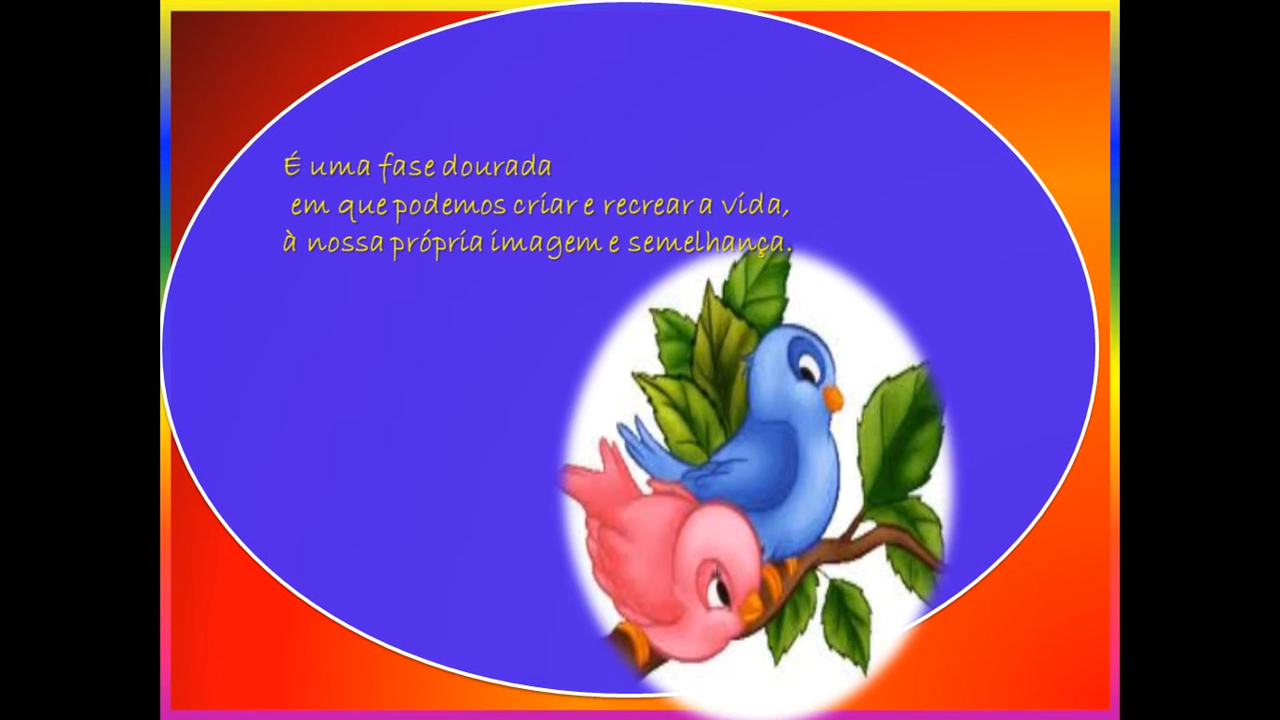 É uma fase dourada
em que podemos criar e recrear a vida,
à nossa própria imagem e semelhança.